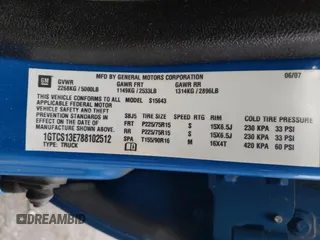 GM
MFD BY GENERAL MOTORS CORPORATION 06/07
GVWR GAWR FRT GAWR RR
2268KG / 5000LB 1149KG / 2533LB 1314KG / 2896LB
THIS VEHICLE CONFORMS TO ALL APPLICABLE U.S.
FEDERAL MOTOR VEHICLE SAFETY STANDARDS IN
EFFECT ON THE DATE OF MANUFACTURE SHOWN ABOVE.
MODEL: S15643
PAYLOAD =
TIRE SIZE SPEED RTG RIM COLD TIRE PRESSURE
SBJ5 FRT P225/75R15 S 15X6.5J 230 KPA 33 PSI
RR P225/75R15 S 15X6.5J 230 KPA 33 PSI
1GTCS13E788102512 SPA T155/90R16 M 16X4T 420 KPA 60 PSI
TYPE: TRUCK
DREAMBID